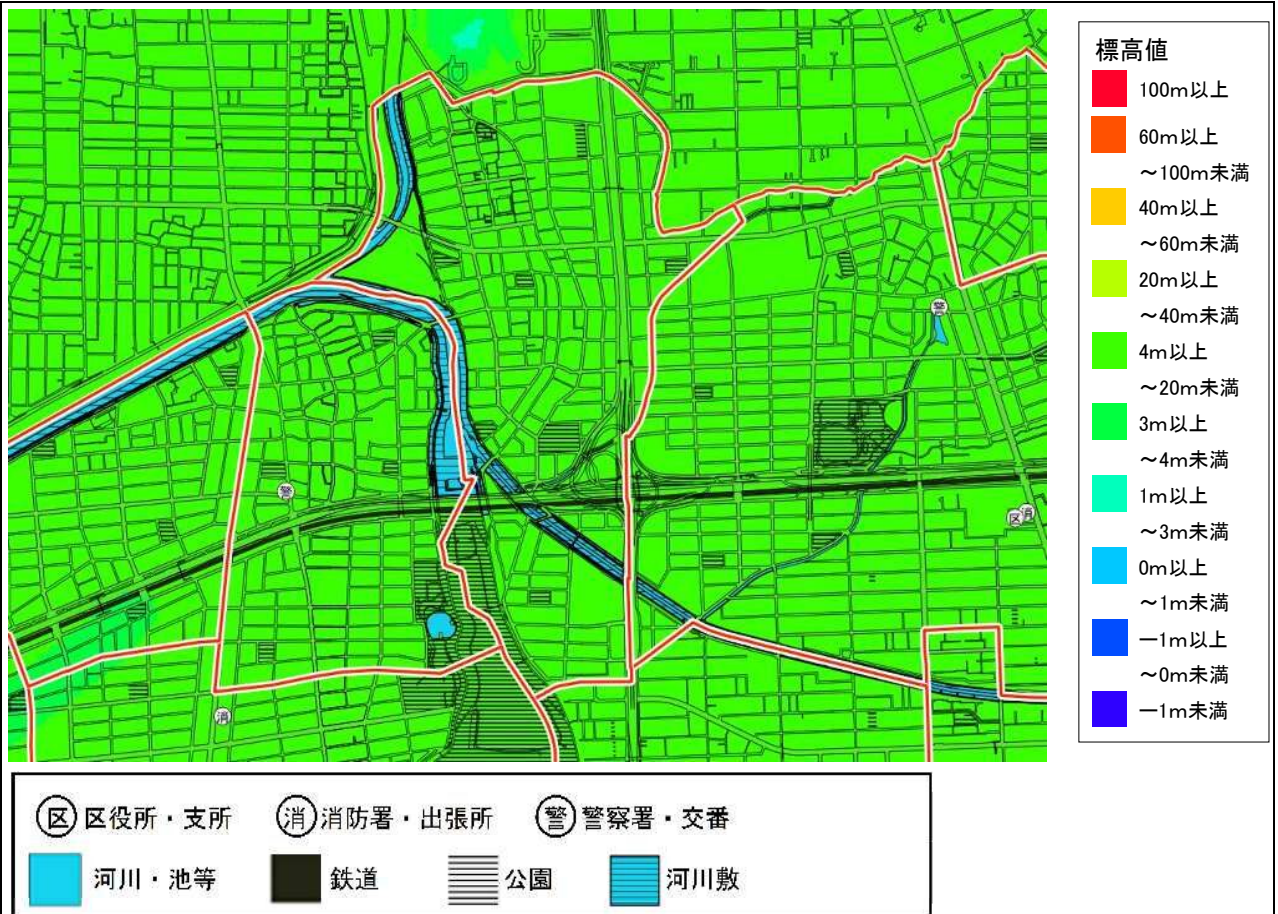 警
警
区
消
消
標高値
100m以上
60m以上
～100m未満
40m以上
～60m未満
20m以上
～40m未満
4m以上
～20m未満
3m以上
～4m未満
1m以上
～3m未満
0m以上
～1m未満
－1m以上
～0m未満
－1m未満
区 区役所・支所 消 消防署・出張所 警 警察署・交番
河川・池等 鉄道 公園 河川敷